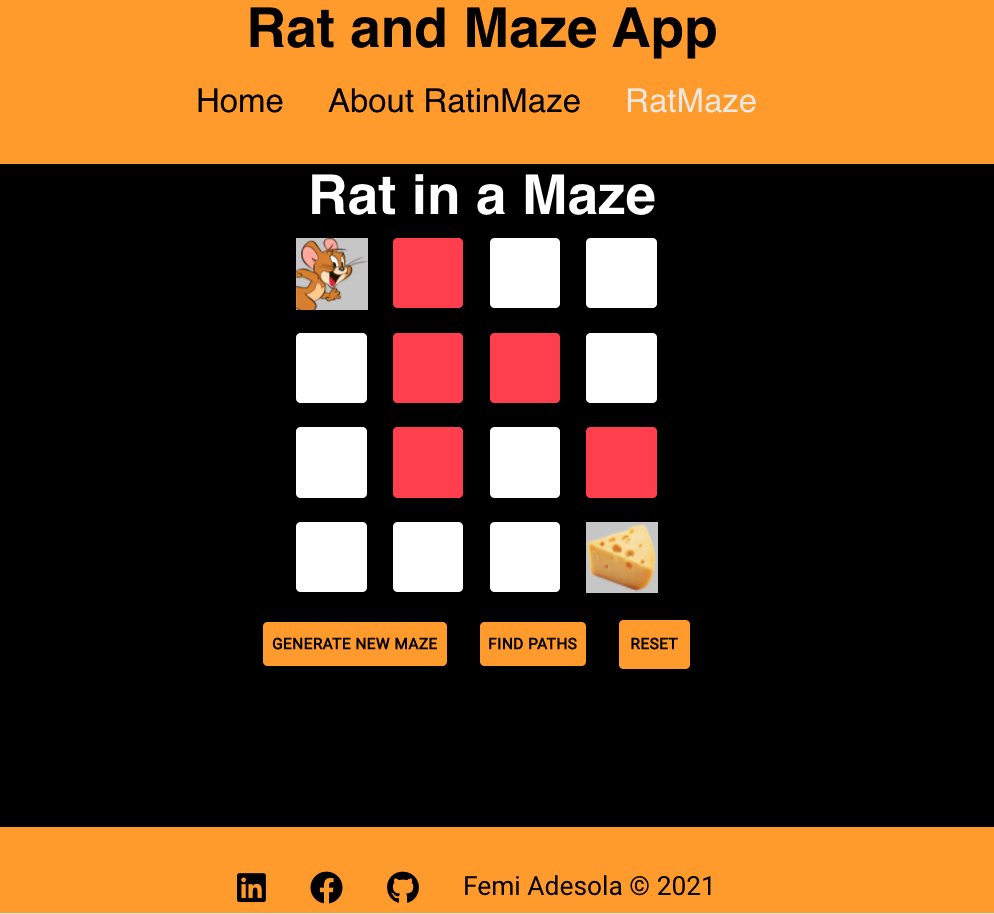 Rat and Maze App
Home About RatinMaze RatMaze
Rat in a Maze
GENERATE NEW MAZE FIND PATHS RESET
in Femi Adesola © 2021